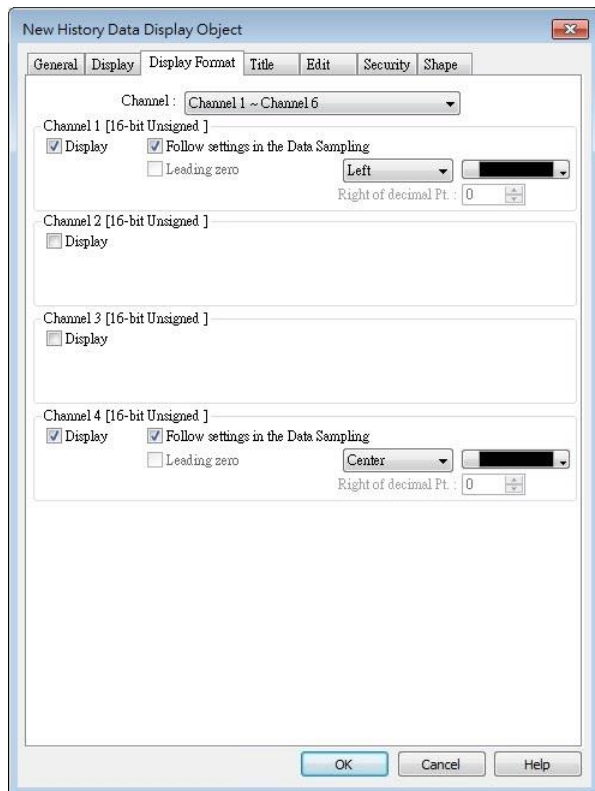 New History Data Display Object
General Display Display Format Title Edit Security Shape
Channel : Channel 1 ~ Channel 6
Channel 1 [16-bit Unsigned ]
Display Follow settings in the Data Sampling
Leading zero Left
Right of decimal Pt. : 0
Channel 2 [16-bit Unsigned ]
Display
Channel 3 [16-bit Unsigned ]
Display
Channel 4 [16-bit Unsigned ]
Display Follow settings in the Data Sampling
Leading zero Center
Right of decimal Pt. : 0
OK Cancel Help